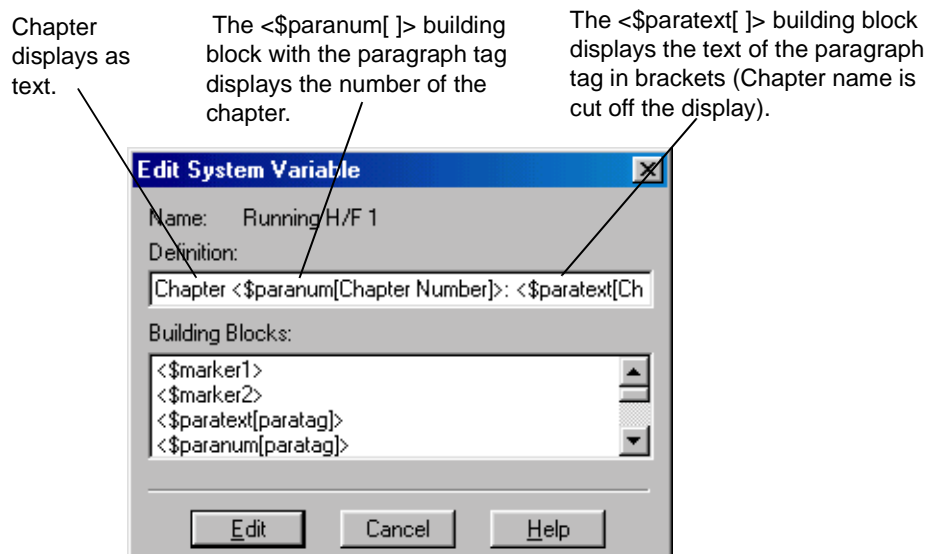 Chapter
displays as
text.
The <$paranum[ ]> building
block with the paragraph tag
displays the number of the
chapter.
The <$paratext[ ]> building block
displays the text of the paragraph
tag in brackets (Chapter name is
cut off the display).
Edit System Variable
Name: Running H/F 1
Definition:
Chapter <$paranum[Chapter Number]>: <$paratext[Ch
Building Blocks:
<$marker1>
<$marker2>
<$paratext[paratag]>
<$paranum[paratag]>
Edit Cancel Help